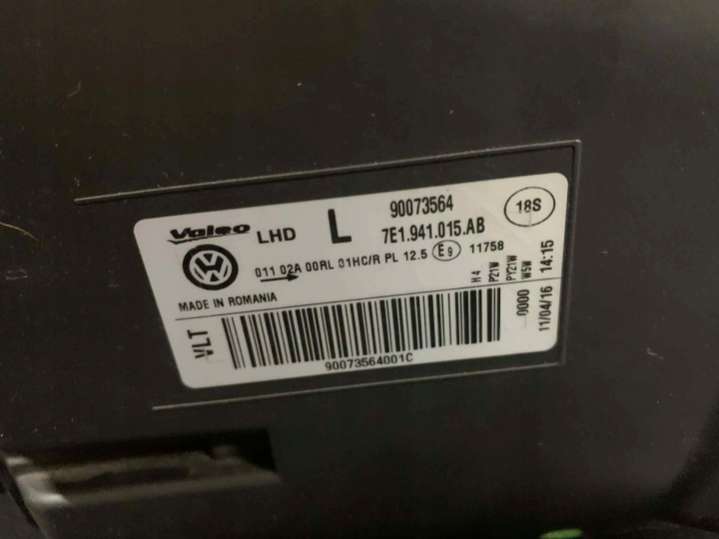 Valeo LHD L 90073564 18S
7E1.941.015.AB
011 02A 00RL 01HC/R PL 12.5 E9 11758
MADE IN ROMANIA
H4
P21W
PY21W
W5W
0000
11/04/16 14:15
VLT
90073564001C